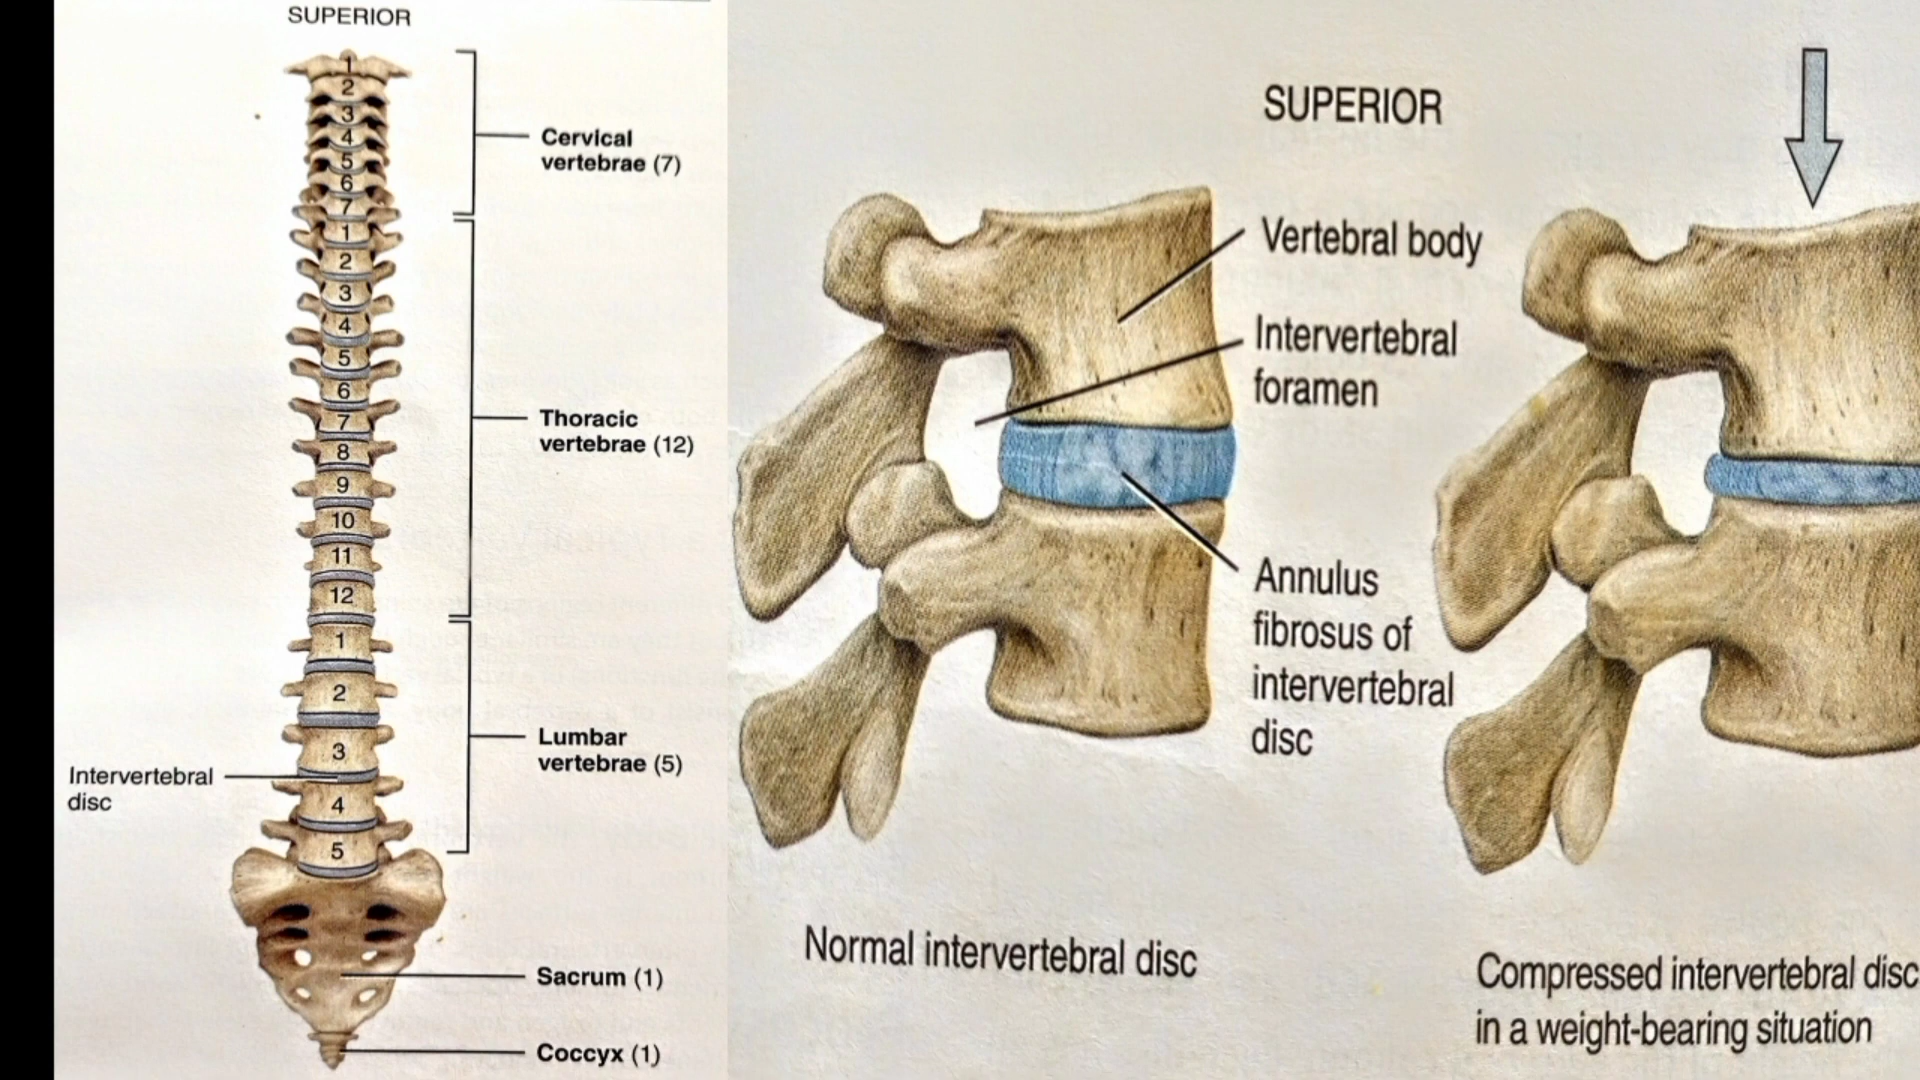 SUPERIOR
1
2
3
4
5
6
7
1
2
3
4
5
6
7
8
9
10
11
12
1
2
3
4
5
Cervical
vertebrae (7)
Thoracic
vertebrae (12)
Lumbar
vertebrae (5)
Intervertebral
disc
Sacrum (1)
Coccyx (1)
SUPERIOR
Vertebral body
Intervertebral
foramen
Annulus
fibrosus of
intervertebral
disc
Normal intervertebral disc
Compressed intervertebral disc
in a weight-bearing situation